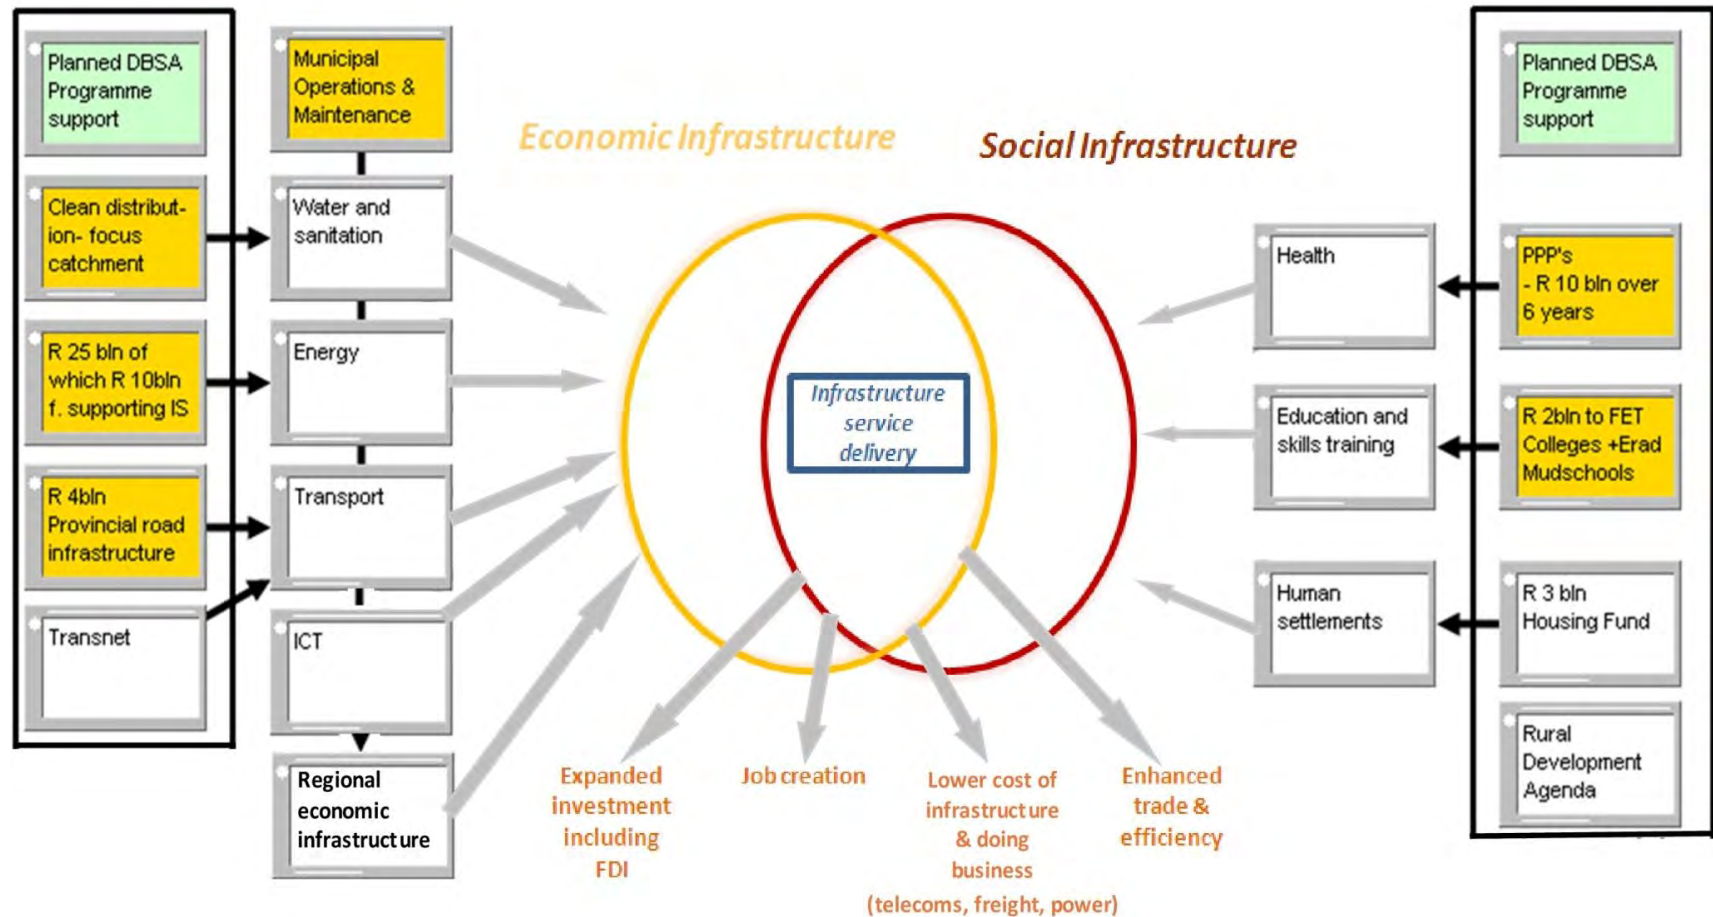 Planned DBSA
Programme
support
Clean distribut-
ion- focus
catchment
R 25 bln of
which R 10bln
f. supporting IS
R 4bln
Provincial road
infrastructure
Transnet
Municipal
Operations &
Maintenance
Water and
sanitation
Energy
Transport
ICT
Regional
economic
infrastructure
Economic Infrastructure
Social Infrastructure
Infrastructure
service
delivery
Expanded
investment
including
FDI
Job creation
Lower cost of
infrastructure
& doing
business
(telecoms, freight, power)
Enhanced
trade &
efficiency
Health
Education and
skills training
Human
settlements
Planned DBSA
Programme
support
PPP's
- R 10 bln over
6 years
R 2bln to FET
Colleges +Erad
Mudschools
R 3 bln
Housing Fund
Rural
Development
Agenda